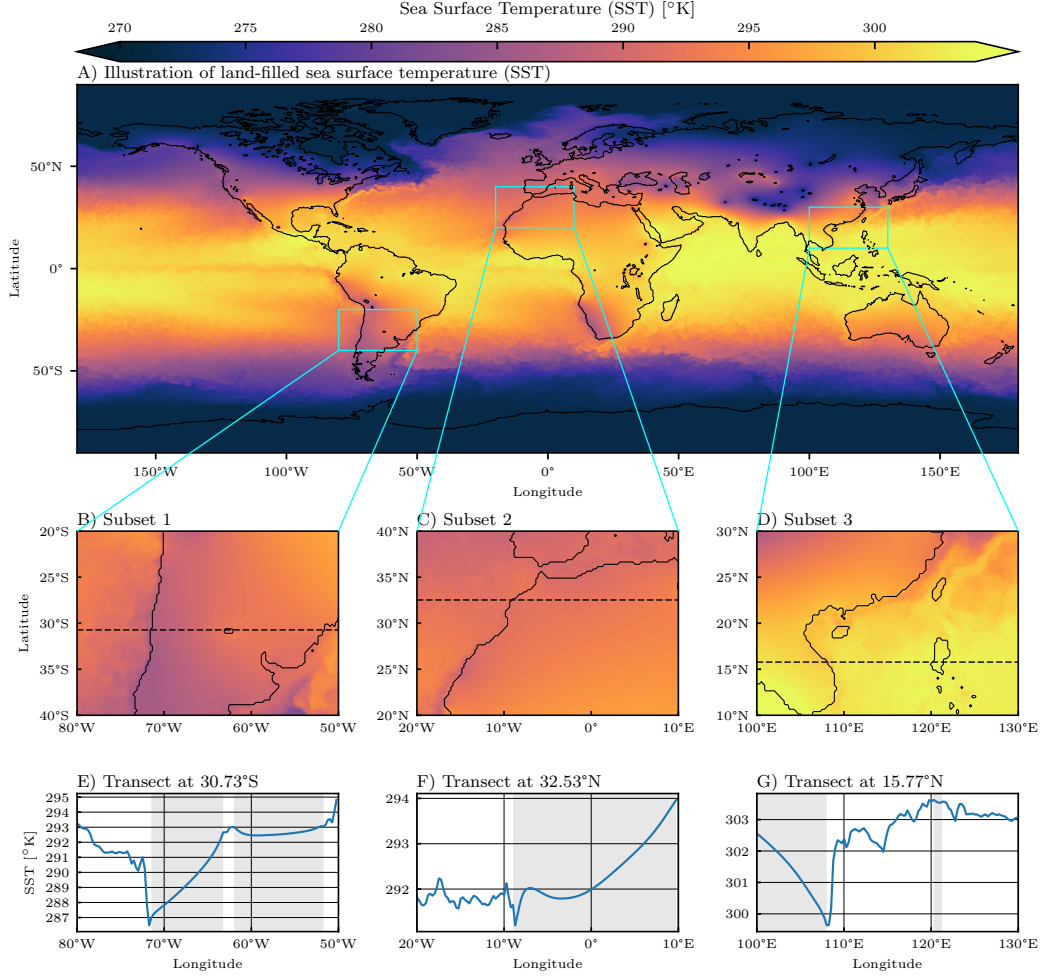 Sea Surface Temperature (SST) [°K]
270 275 280 285 290 295 300
A) Illustration of land-filled sea surface temperature (SST)
50°N
0°
50°S
Latitude
150°W 100°W 50°W 0° 50°E 100°E 150°E
Longitude
B) Subset 1
20°S
25°S
30°S
35°S
40°S
Latitude
80°W 70°W 60°W 50°W
C) Subset 2
40°N
35°N
30°N
25°N
20°N
20°W 10°W 0° 10°E
D) Subset 3
30°N
25°N
20°N
15°N
10°N
100°E 110°E 120°E 130°E
E) Transect at 30.73°S
295
294
293
292
291
290
289
288
287
SST [°K]
80°W 70°W 60°W 50°W
Longitude
F) Transect at 32.53°N
294
293
292
20°W 10°W 0° 10°E
Longitude
G) Transect at 15.77°N
303
302
301
300
100°E 110°E 120°E 130°E
Longitude